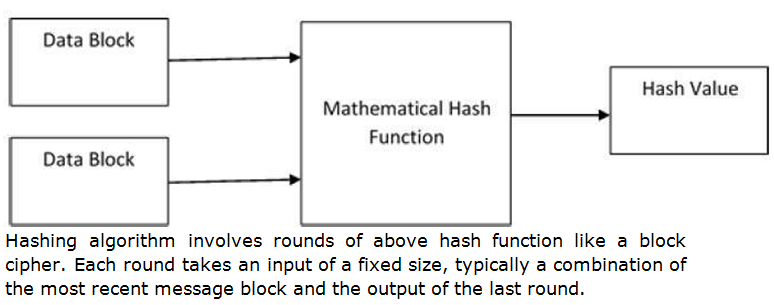 Data Block
Hash Value
Mathematical Hash
Function
Data Block
Hashing algorithm involves rounds of above hash function like a block
cipher. Each round takes an input of a fixed size, typically a combination of
the most recent message block and the output of the last round.